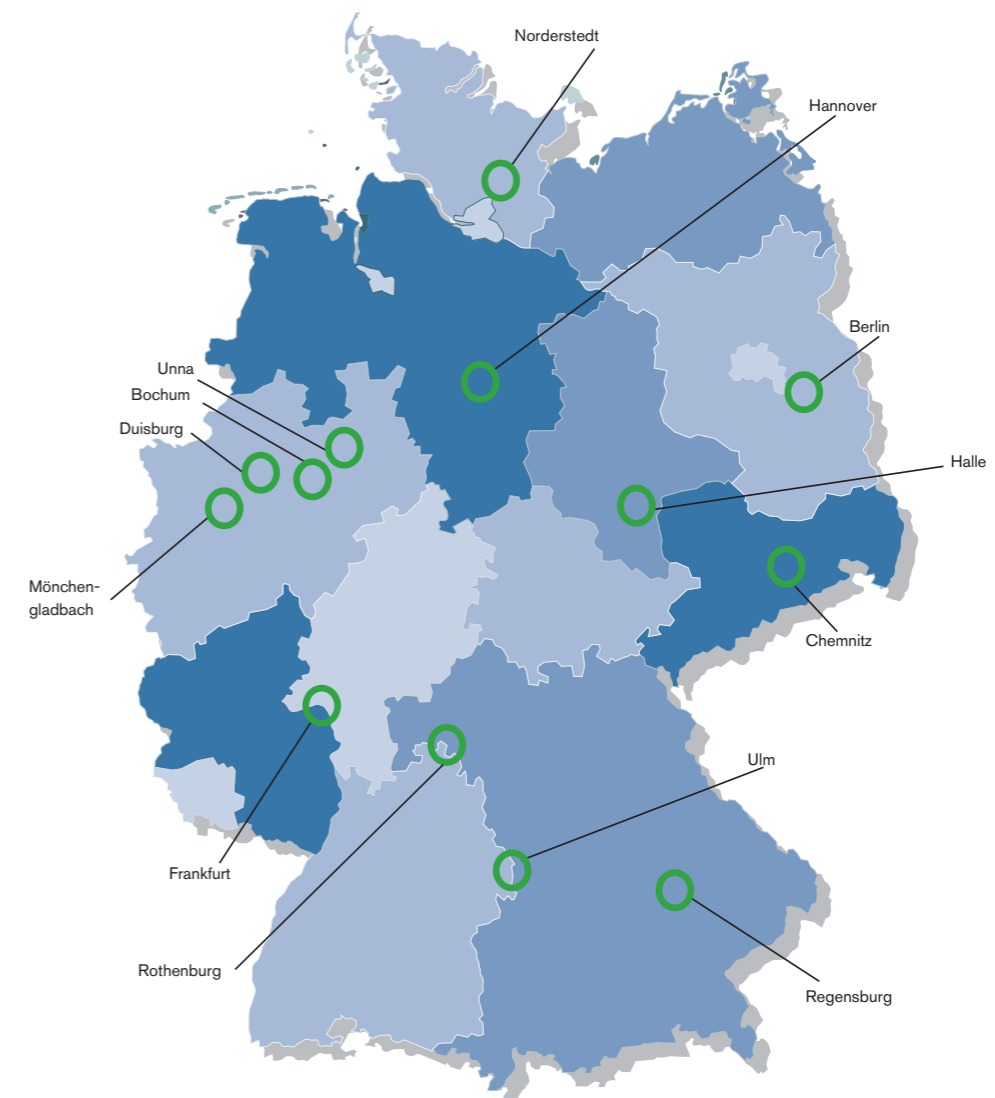 Norderstedt
Hannover
Berlin
Unna
Bochum
Duisburg
Halle
Mönchen-
gladbach
Chemnitz
Ulm
Frankfurt
Rothenburg
Regensburg